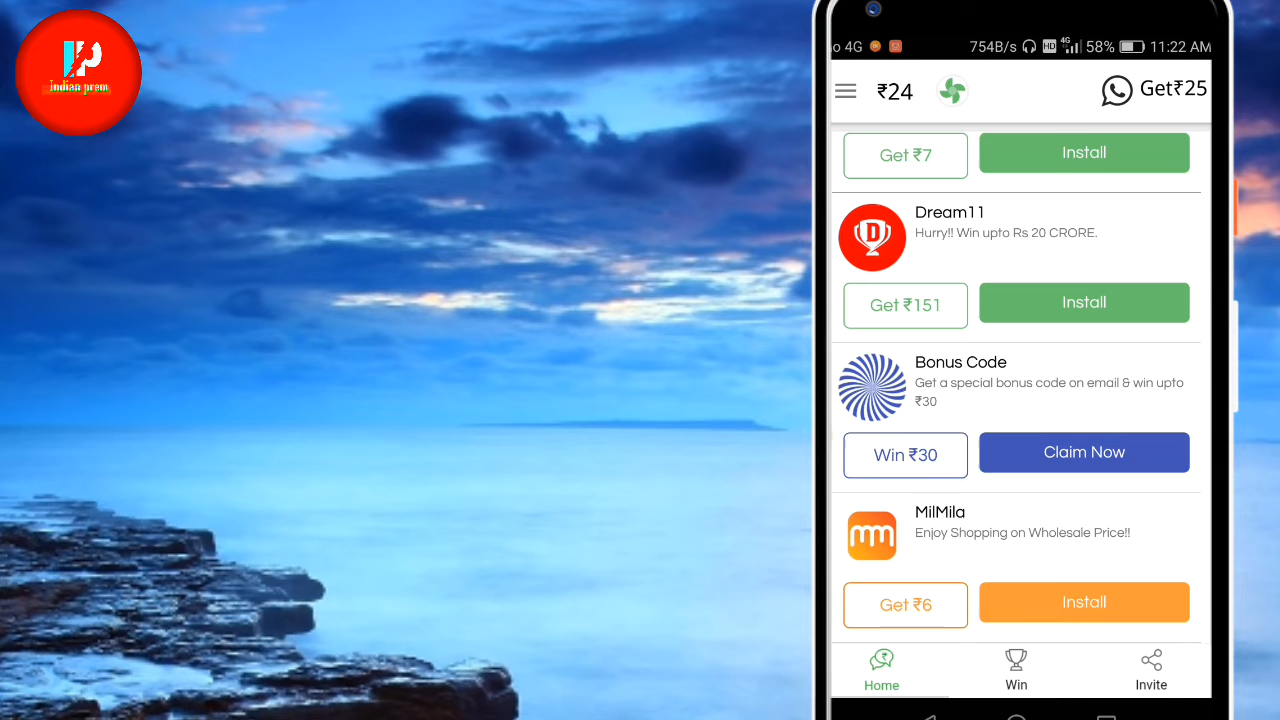 Indian prem
o 4G
754B/s HD 4G 58% 11:22 AM
₹24
Get₹25
Get ₹7
Install
Dream11
Hurry!! Win upto Rs 20 CRORE.
Get ₹151
Install
Bonus Code
Get a special bonus code on email & win upto
₹30
Win ₹30
Claim Now
MilMila
Enjoy Shopping on Wholesale Price!!
Get ₹6
Install
Home
Win
Invite